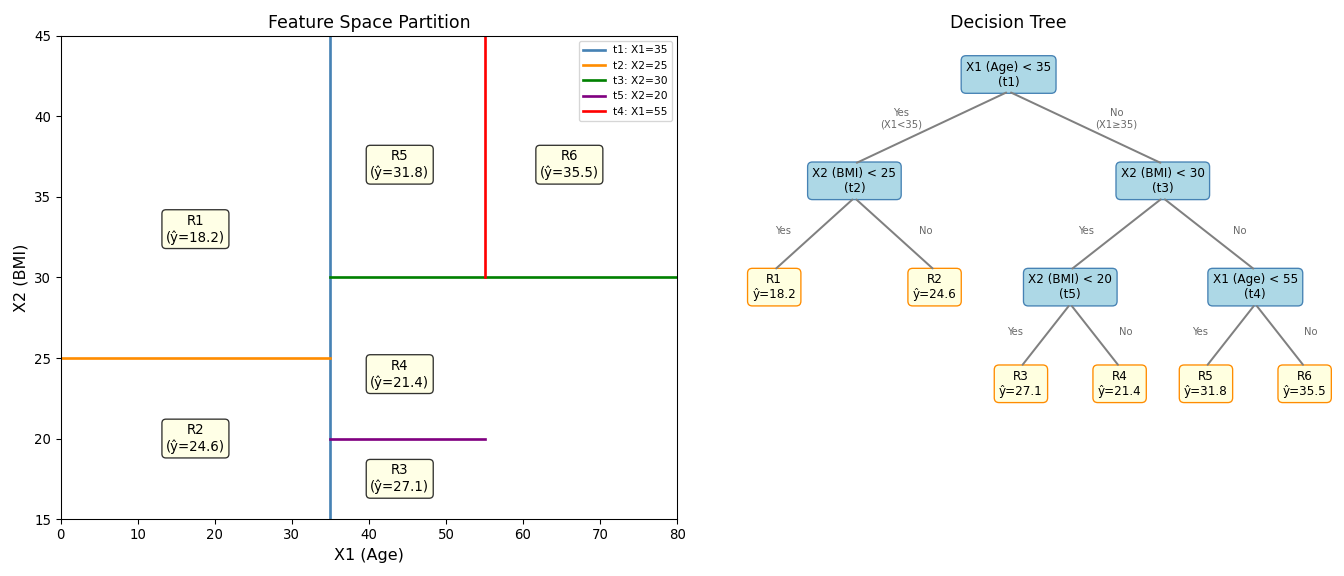 Feature Space Partition
45
40
35
30
25
20
15
X2 (BMI)
0
10
20
30
40
50
60
70
80
X1 (Age)
t1: X1=35
t2: X2=25
t3: X2=30
t5: X2=20
t4: X1=55
R5
(ŷ=31.8)
R6
(ŷ=35.5)
R1
(ŷ=18.2)
R4
(ŷ=21.4)
R2
(ŷ=24.6)
R3
(ŷ=27.1)
Decision Tree
X1 (Age) < 35
(t1)
Yes
(X1<35)
No
(X1≥35)
X2 (BMI) < 25
(t2)
X2 (BMI) < 30
(t3)
Yes
No
Yes
No
R1
ŷ=18.2
R2
ŷ=24.6
X2 (BMI) < 20
(t5)
X1 (Age) < 55
(t4)
Yes
No
Yes
No
R3
ŷ=27.1
R4
ŷ=21.4
R5
ŷ=31.8
R6
ŷ=35.5